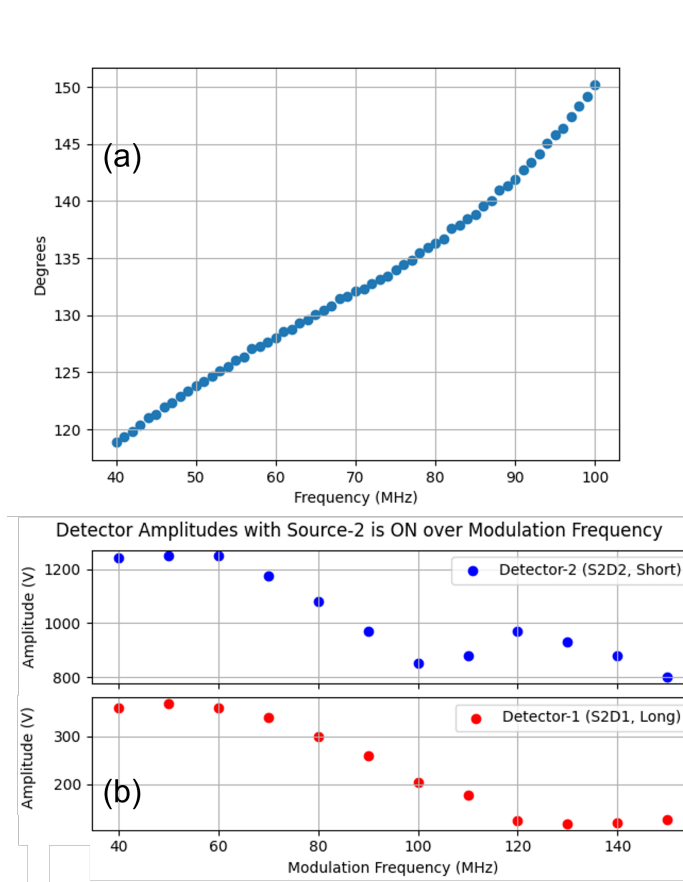 150
145
(a)
140
135
Degrees
130
125
120
40 50 60 70 80 90 100
Frequency (MHz)
Detector Amplitudes with Source-2 is ON over Modulation Frequency
Amplitude (V)
1200
1000
800
Detector-2 (S2D2, Short)
Amplitude (V)
300
200
Detector-1 (S2D1, Long)
(b)
40 60 80 100 120 140
Modulation Frequency (MHz)